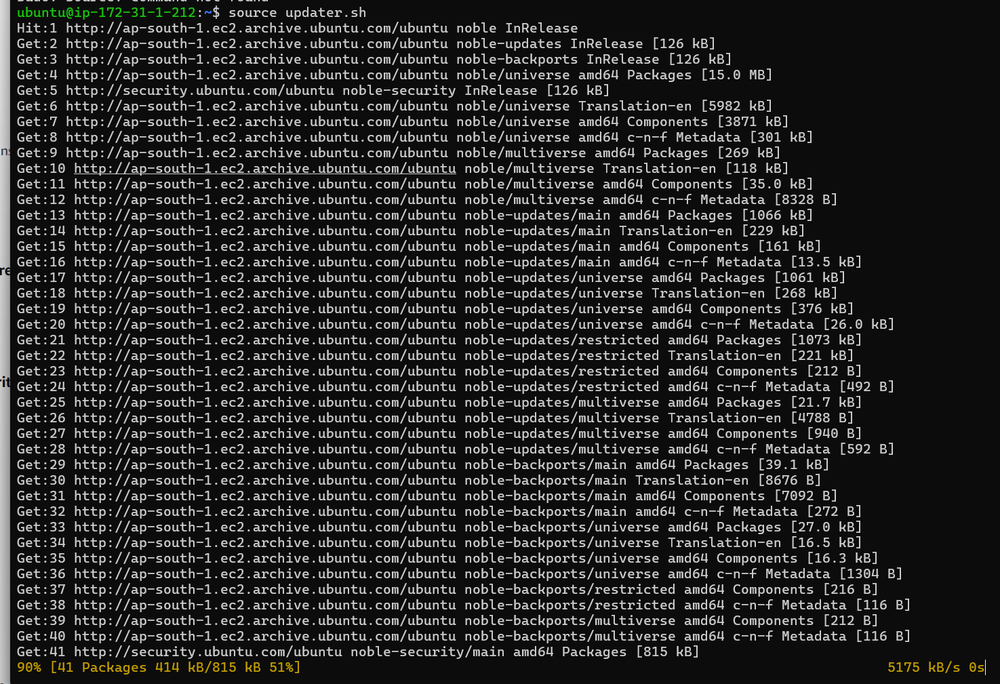 ubuntu@ip-172-31-1-212:~$ source updater.sh
Hit:1 http://ap-south-1.ec2.archive.ubuntu.com/ubuntu noble InRelease
Get:2 http://ap-south-1.ec2.archive.ubuntu.com/ubuntu noble-updates InRelease [126 kB]
Get:3 http://ap-south-1.ec2.archive.ubuntu.com/ubuntu noble-backports InRelease [126 kB]
Get:4 http://ap-south-1.ec2.archive.ubuntu.com/ubuntu noble/universe amd64 Packages [15.0 MB]
Get:5 http://security.ubuntu.com/ubuntu noble-security InRelease [126 kB]
Get:6 http://ap-south-1.ec2.archive.ubuntu.com/ubuntu noble/universe Translation-en [5982 kB]
Get:7 http://ap-south-1.ec2.archive.ubuntu.com/ubuntu noble/universe amd64 Components [3871 kB]
Get:8 http://ap-south-1.ec2.archive.ubuntu.com/ubuntu noble/universe amd64 c-n-f Metadata [301 kB]
Get:9 http://ap-south-1.ec2.archive.ubuntu.com/ubuntu noble/multiverse amd64 Packages [269 kB]
Get:10 http://ap-south-1.ec2.archive.ubuntu.com/ubuntu noble/multiverse Translation-en [118 kB]
Get:11 http://ap-south-1.ec2.archive.ubuntu.com/ubuntu noble/multiverse amd64 Components [35.0 kB]
Get:12 http://ap-south-1.ec2.archive.ubuntu.com/ubuntu noble/multiverse amd64 c-n-f Metadata [8328 B]
Get:13 http://ap-south-1.ec2.archive.ubuntu.com/ubuntu noble-updates/main amd64 Packages [1066 kB]
Get:14 http://ap-south-1.ec2.archive.ubuntu.com/ubuntu noble-updates/main Translation-en [229 kB]
Get:15 http://ap-south-1.ec2.archive.ubuntu.com/ubuntu noble-updates/main amd64 Components [161 kB]
Get:16 http://ap-south-1.ec2.archive.ubuntu.com/ubuntu noble-updates/main amd64 c-n-f Metadata [13.5 kB]
Get:17 http://ap-south-1.ec2.archive.ubuntu.com/ubuntu noble-updates/universe amd64 Packages [1061 kB]
Get:18 http://ap-south-1.ec2.archive.ubuntu.com/ubuntu noble-updates/universe Translation-en [268 kB]
Get:19 http://ap-south-1.ec2.archive.ubuntu.com/ubuntu noble-updates/universe amd64 Components [376 kB]
Get:20 http://ap-south-1.ec2.archive.ubuntu.com/ubuntu noble-updates/universe amd64 c-n-f Metadata [26.0 kB]
Get:21 http://ap-south-1.ec2.archive.ubuntu.com/ubuntu noble-updates/restricted amd64 Packages [1073 kB]
Get:22 http://ap-south-1.ec2.archive.ubuntu.com/ubuntu noble-updates/restricted Translation-en [221 kB]
Get:23 http://ap-south-1.ec2.archive.ubuntu.com/ubuntu noble-updates/restricted amd64 Components [212 B]
Get:24 http://ap-south-1.ec2.archive.ubuntu.com/ubuntu noble-updates/restricted amd64 c-n-f Metadata [492 B]
Get:25 http://ap-south-1.ec2.archive.ubuntu.com/ubuntu noble-updates/multiverse amd64 Packages [21.7 kB]
Get:26 http://ap-south-1.ec2.archive.ubuntu.com/ubuntu noble-updates/multiverse Translation-en [4788 B]
Get:27 http://ap-south-1.ec2.archive.ubuntu.com/ubuntu noble-updates/multiverse amd64 Components [940 B]
Get:28 http://ap-south-1.ec2.archive.ubuntu.com/ubuntu noble-updates/multiverse amd64 c-n-f Metadata [592 B]
Get:29 http://ap-south-1.ec2.archive.ubuntu.com/ubuntu noble-backports/main amd64 Packages [39.1 kB]
Get:30 http://ap-south-1.ec2.archive.ubuntu.com/ubuntu noble-backports/main Translation-en [8676 B]
Get:31 http://ap-south-1.ec2.archive.ubuntu.com/ubuntu noble-backports/main amd64 Components [7092 B]
Get:32 http://ap-south-1.ec2.archive.ubuntu.com/ubuntu noble-backports/main amd64 c-n-f Metadata [272 B]
Get:33 http://ap-south-1.ec2.archive.ubuntu.com/ubuntu noble-backports/universe amd64 Packages [27.0 kB]
Get:34 http://ap-south-1.ec2.archive.ubuntu.com/ubuntu noble-backports/universe Translation-en [16.5 kB]
Get:35 http://ap-south-1.ec2.archive.ubuntu.com/ubuntu noble-backports/universe amd64 Components [16.3 kB]
Get:36 http://ap-south-1.ec2.archive.ubuntu.com/ubuntu noble-backports/universe amd64 c-n-f Metadata [1304 B]
Get:37 http://ap-south-1.ec2.archive.ubuntu.com/ubuntu noble-backports/restricted amd64 Components [216 B]
Get:38 http://ap-south-1.ec2.archive.ubuntu.com/ubuntu noble-backports/restricted amd64 c-n-f Metadata [116 B]
Get:39 http://ap-south-1.ec2.archive.ubuntu.com/ubuntu noble-backports/multiverse amd64 Components [212 B]
Get:40 http://ap-south-1.ec2.archive.ubuntu.com/ubuntu noble-backports/multiverse amd64 c-n-f Metadata [116 B]
Get:41 http://security.ubuntu.com/ubuntu noble-security/main amd64 Packages [815 kB]
90% [41 Packages 414 kB/815 kB 51%] 5175 kB/s 0s